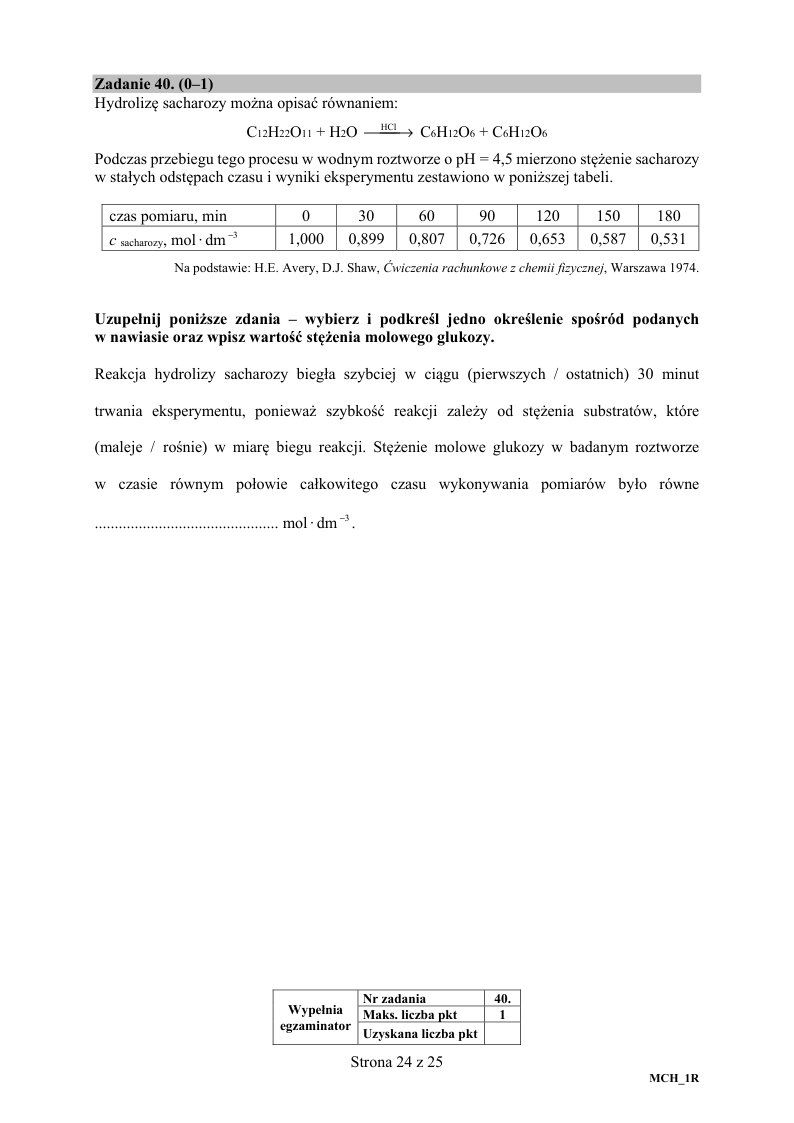 Zadanie 40. (0–1)
Hydrolizę sacharozy można opisać równaniem:
C12H22O11 + H2O HCl→ C6H12O6 + C6H12O6
Podczas przebiegu tego procesu w wodnym roztworze o pH = 4,5 mierzono stężenie sacharozy
w stałych odstępach czasu i wyniki eksperymentu zestawiono w poniższej tabeli.
czas pomiaru, min 0 30 60 90 120 150 180
c sacharozy, mol · dm⁻³ 1,000 0,899 0,807 0,726 0,653 0,587 0,531
Na podstawie: H.E. Avery, D.J. Shaw, Ćwiczenia rachunkowe z chemii fizycznej, Warszawa 1974.
Uzupełnij poniższe zdania – wybierz i podkreśl jedno określenie spośród podanych
w nawiasie oraz wpisz wartość stężenia molowego glukozy.
Reakcja hydrolizy sacharozy biegła szybciej w ciągu (pierwszych / ostatnich) 30 minut
trwania eksperymentu, ponieważ szybkość reakcji zależy od stężenia substratów, które
(maleje / rośnie) w miarę biegu reakcji. Stężenie molowe glukozy w badanym roztworze
w czasie równym połowie całkowitego czasu wykonywania pomiarów było równe
.............................................. mol · dm⁻³ .
Wypełnia
egzaminator
Nr zadania 40.
Maks. liczba pkt 1
Uzyskana liczba pkt
Strona 24 z 25
MCH_1R